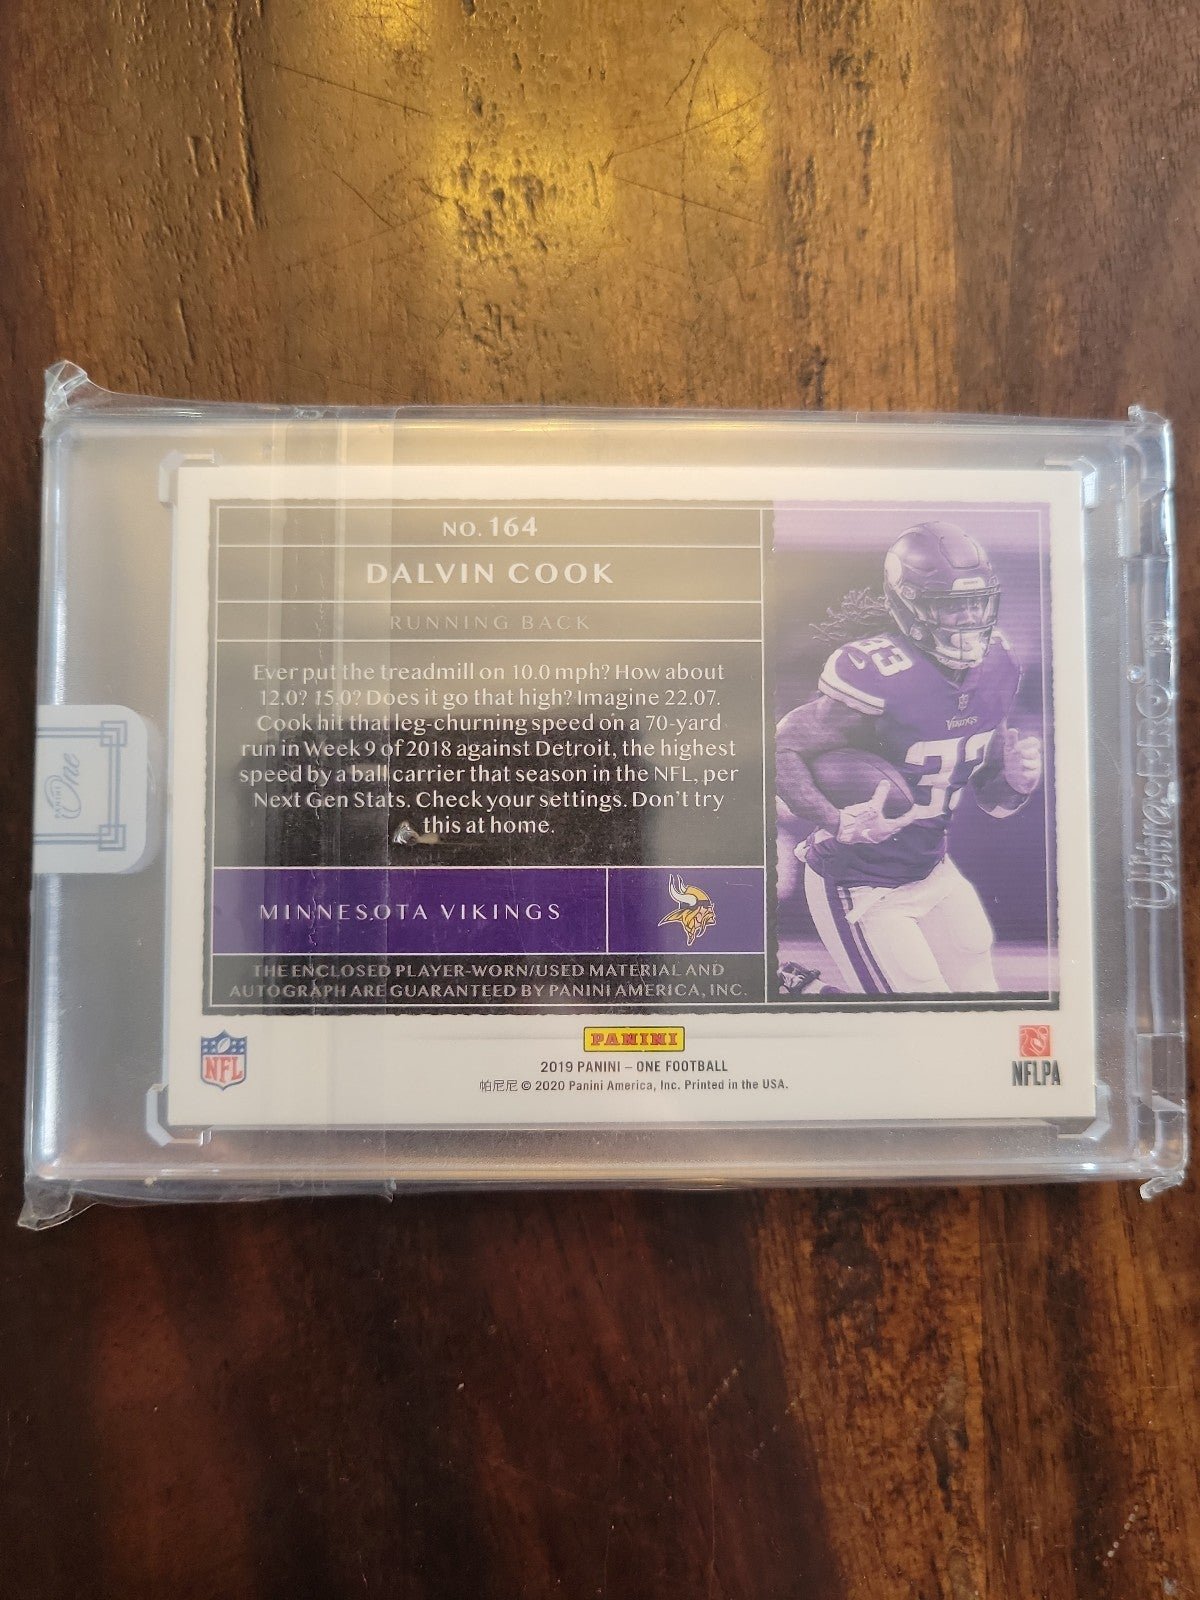 NO. 164
DALVIN COOK
RUNNING BACK
Ever put the treadmill on 10.0 mph? How about
12.0? 15.0? Does it go that high? Imagine 22.07.
Cook hit that leg-churning speed on a 70-yard
run in Week 9 of 2018 against Detroit, the highest
speed by a ball carrier that season in the NFL, per
Next Gen Stats. Check your settings. Don't try
this at home.
MINNESOTA VIKINGS
THE ENCLOSED PLAYER-WORN/USED MATERIAL AND
AUTOGRAPH ARE GUARANTEED BY PANINI AMERICA, INC.
PANINI
2019 PANINI – ONE FOOTBALL
帕尼尼 © 2020 Panini America, Inc. Printed in the USA.
NFL
NFLPA
33
VIKINGS
33
PANINI
One
UltraPRO
130